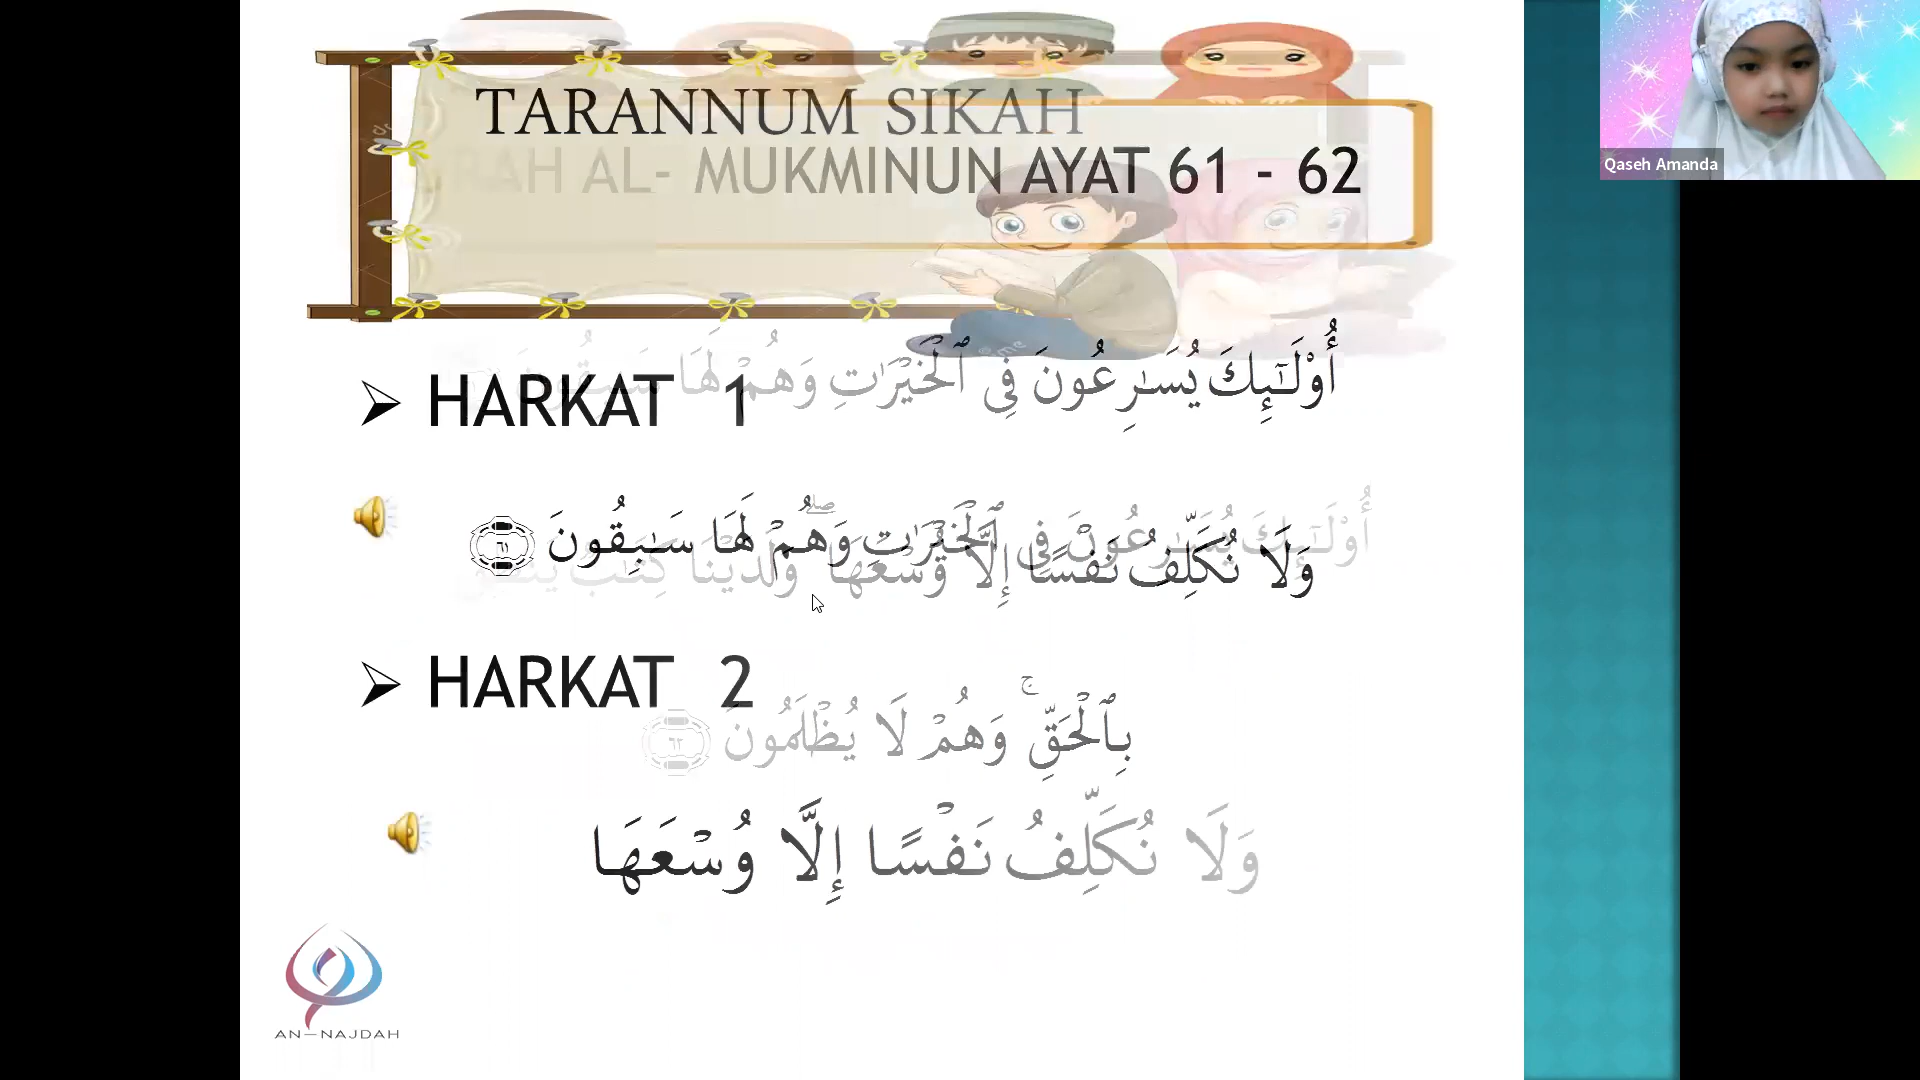 TARANNUM SIKAH
Qaseh Amanda
AH AL- MUKMINUN AYAT 61 - 62
أُو۟لَـٰٓئِكَ يُسَـٰرِعُونَ فِى ٱلْخَيْرَٰتِ وَهُمْ لَهَا سَـٰبِقُونَ
➢ HARKAT 1
أُو۟لَـٰٓئِكَ يُسَـٰرِعُونَ فِى ٱلْخَيْرَٰتِ وَهُمْ لَهَا سَـٰبِقُونَ ٦١
وَلَا نُكَلِّفُ نَفْسًا إِلَّا وُسْعَهَا ۖ وَلَدَيْنَا كِتَـٰبٌ
➢ HARKAT 2
بِٱلْحَقِّ ۚ وَهُمْ لَا يُظْلَمُونَ ٦٢
وَلَا نُكَلِّفُ نَفْسًا إِلَّا وُسْعَهَا
AN-NAJDAH